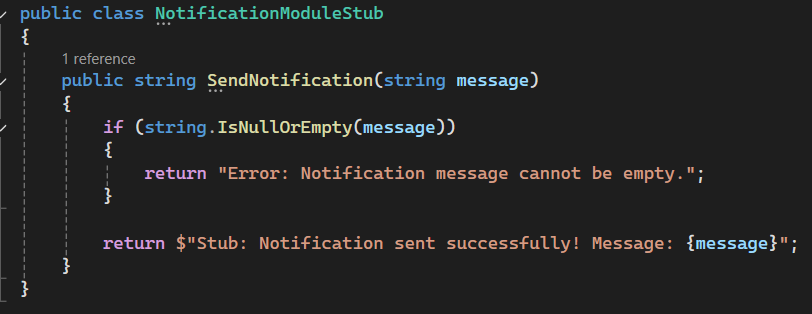 public class NotificationModuleStub
{
1 reference
public string SendNotification(string message)
{
if (string.IsNullOrEmpty(message))
{
return "Error: Notification message cannot be empty.";
}
return $"Stub: Notification sent successfully! Message: {message}";
}
}